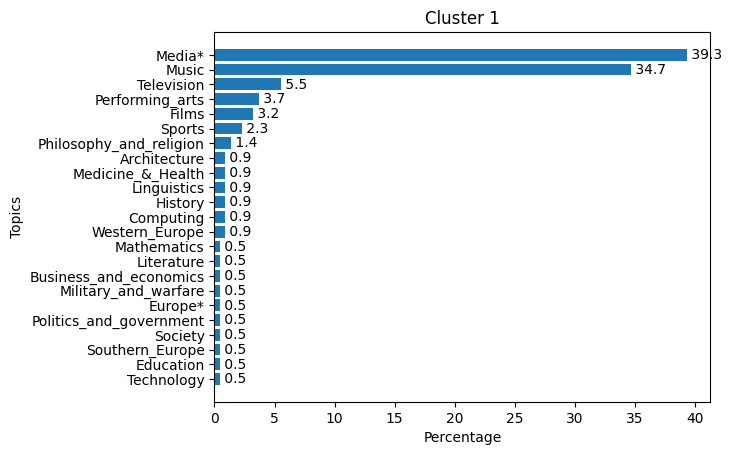 Cluster 1
Media* 39.3
Music 34.7
Television 5.5
Performing_arts 3.7
Films 3.2
Sports 2.3
Philosophy_and_religion 1.4
Architecture 0.9
Medicine_&_Health 0.9
Linguistics 0.9
History 0.9
Computing 0.9
Western_Europe 0.9
Mathematics 0.5
Literature 0.5
Business_and_economics 0.5
Military_and_warfare 0.5
Europe* 0.5
Politics_and_government 0.5
Society 0.5
Southern_Europe 0.5
Education 0.5
Technology 0.5
Topics
0 5 10 15 20 25 30 35 40
Percentage